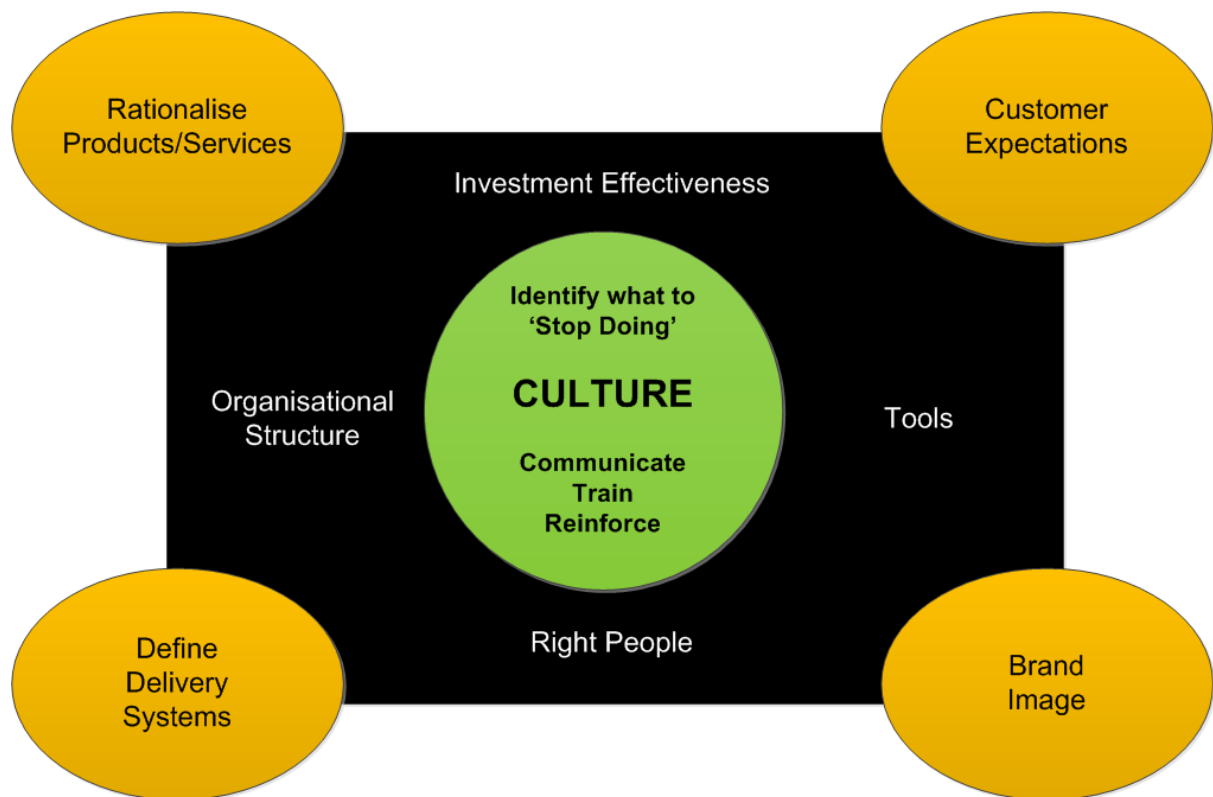 Rationalise
Products/Services
Customer
Expectations
Investment Effectiveness
Identify what to
‘Stop Doing’
CULTURE
Communicate
Train
Reinforce
Organisational
Structure
Tools
Right People
Define
Delivery
Systems
Brand
Image